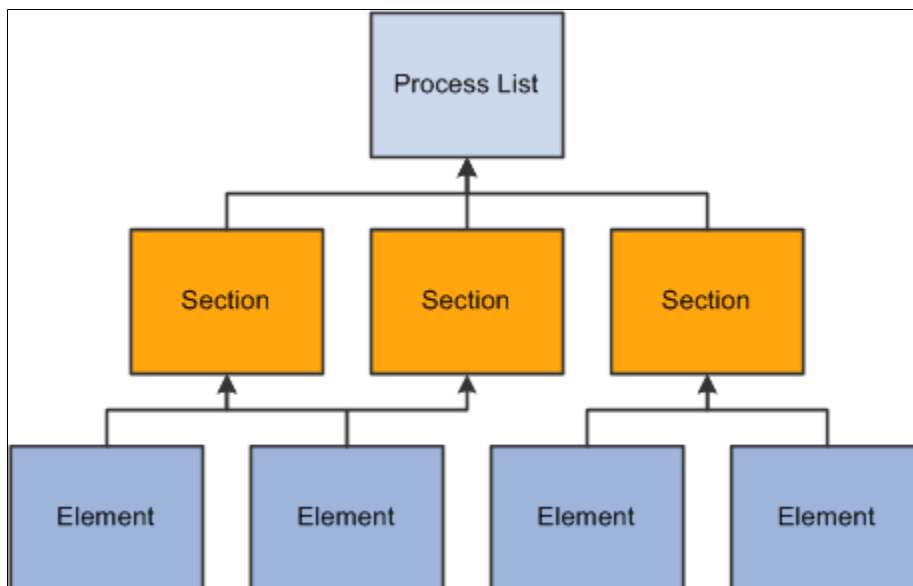 Process List
Section
Section
Section
Element
Element
Element
Element